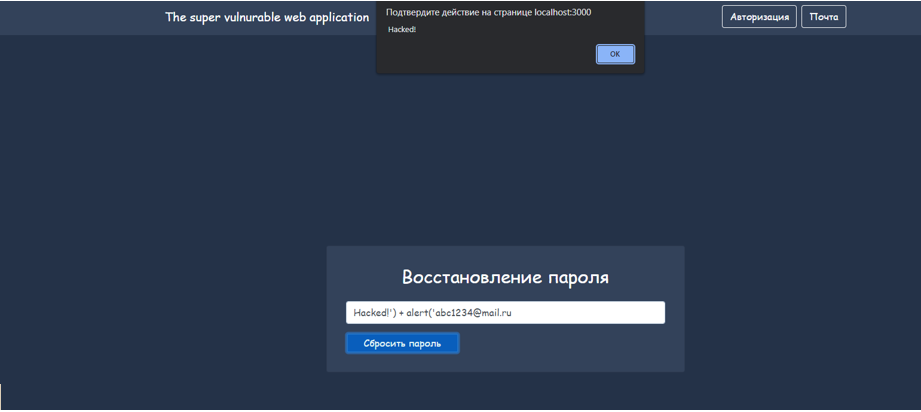 The super vulnurable web application
Подтвердите действие на странице localhost:3000
Hacked!
ОК
Авторизация
Почта
Восстановление пароля
Hacked!') + alert('abc1234@mail.ru
Сбросить пароль